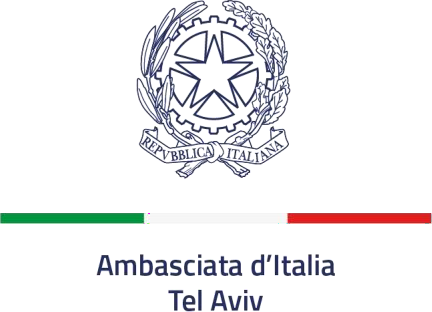 REPVBBLICA ITALIANA
Ambasciata d'Italia
Tel Aviv